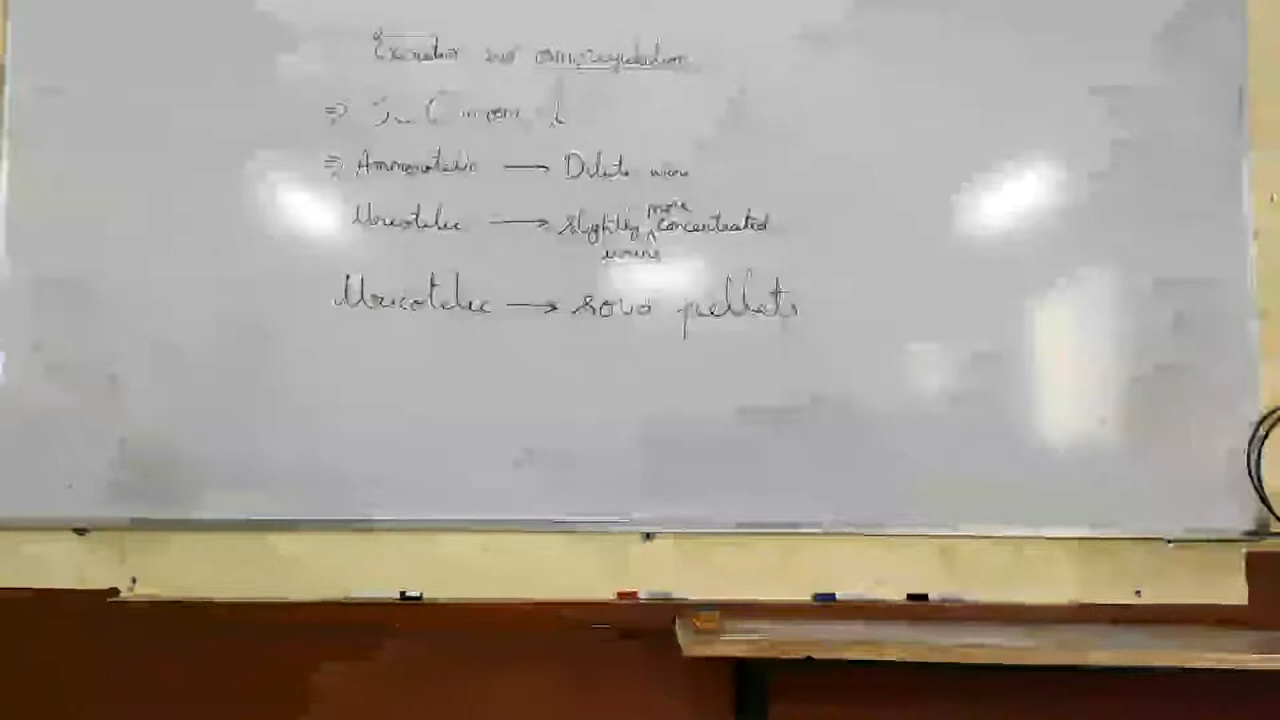 Excretion and osmoregulation
⇒ Ammonotelic → Dilute urine
Ureotelic → slightly more concentrated
urine
Uricotelic → solid pellets